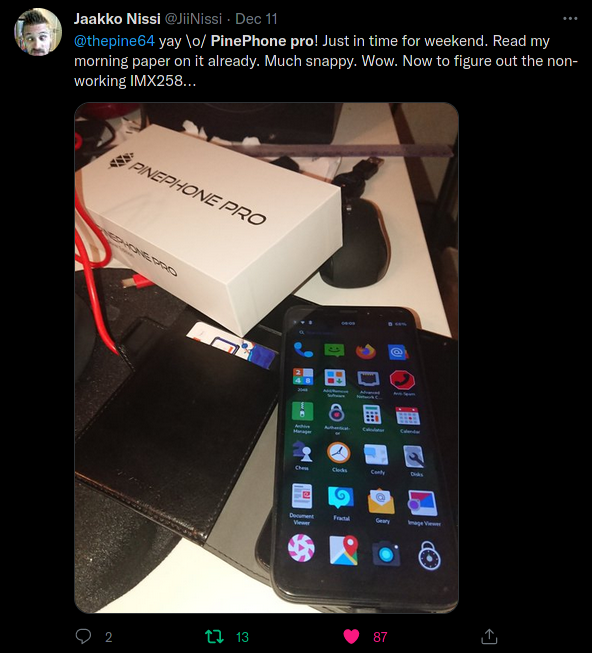 Jaakko Nissi @JiiNissi · Dec 11
@thepine64 yay \o/ PinePhone pro! Just in time for weekend. Read my
morning paper on it already. Much snappy. Wow. Now to figure out the non-
working IMX258...
PINEPHONE PRO
PINEPHONE PRO
2048
Add/Remove
Software
Advanced
Network C...
Anti Spam
Archive
Manager
Authenticat-
or
Calculator
Calendar
Chess
Clocks
Confy
Disks
Document
Viewer
Fractal
Geary
Image Viewer
2
13
87